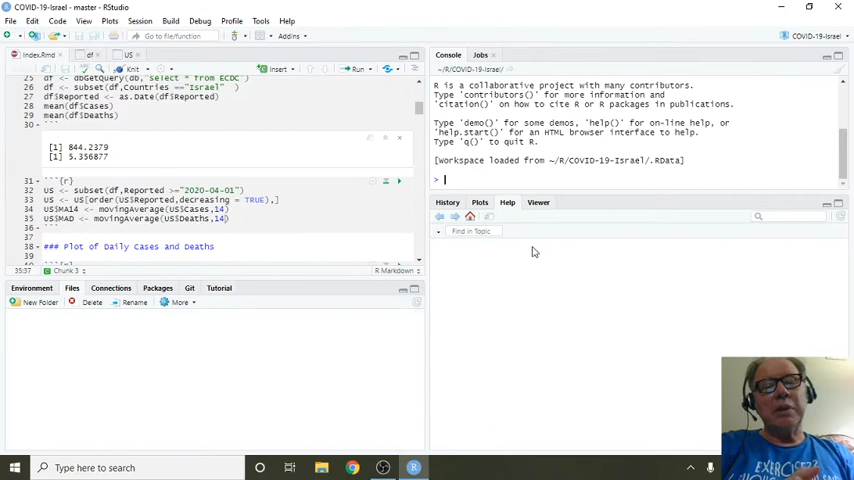 COVID-19-Israel - master - RStudio
File Edit Code View Plots Session Build Debug Profile Tools Help
Go to file/function
Addins
COVID-19-Israel
Index.Rmd
df
US
Knit
Insert
Run
25 df <- dbGetQuery(db,"select * from ECDC")
26 df <- subset(df,Countries =="Israel" )
27 df$Reported <- as.Date(df$Reported)
28 mean(df$Cases)
29 mean(df$Deaths)
30 ```
[1] 844.2379
[1] 5.356877
31 ```{r}
32 US <- subset(df,Reported >="2020-04-01")
33 US <- US[order(US$Reported,decreasing = TRUE),]
34 US$MA14 <- movingAverage(US$Cases,14)
35 US$MAD <- movingAverage(US$Deaths,14)
36 ```
37
38 ### Plot of Daily Cases and Deaths
39
35:37
Chunk 3
R Markdown
Environment Files Connections Packages Git Tutorial
New Folder Delete Rename More
Console Jobs
~/R/COVID-19-Israel/
R is a collaborative project with many contributors.
Type 'contributors()' for more information and
'citation()' on how to cite R or R packages in publications.
Type 'demo()' for some demos, 'help()' for on-line help, or
'help.start()' for an HTML browser interface to help.
Type 'q()' to quit R.
[workspace loaded from ~/R/COVID-19-Israel/.RData]
>
History Plots Help Viewer
Find in Topic
Type here to search